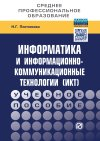 СРЕДНЕЕ ПРОФЕССИОНАЛЬНОЕ ОБРАЗОВАНИЕ
Н.Г. Плотникова
ИНФОРМАТИКА
И ИНФОРМАЦИОННО-
КОММУНИКАЦИОННЫЕ
ТЕХНОЛОГИИ (ИКТ)
УЧЕБНОЕ
ПОСОБИЕ